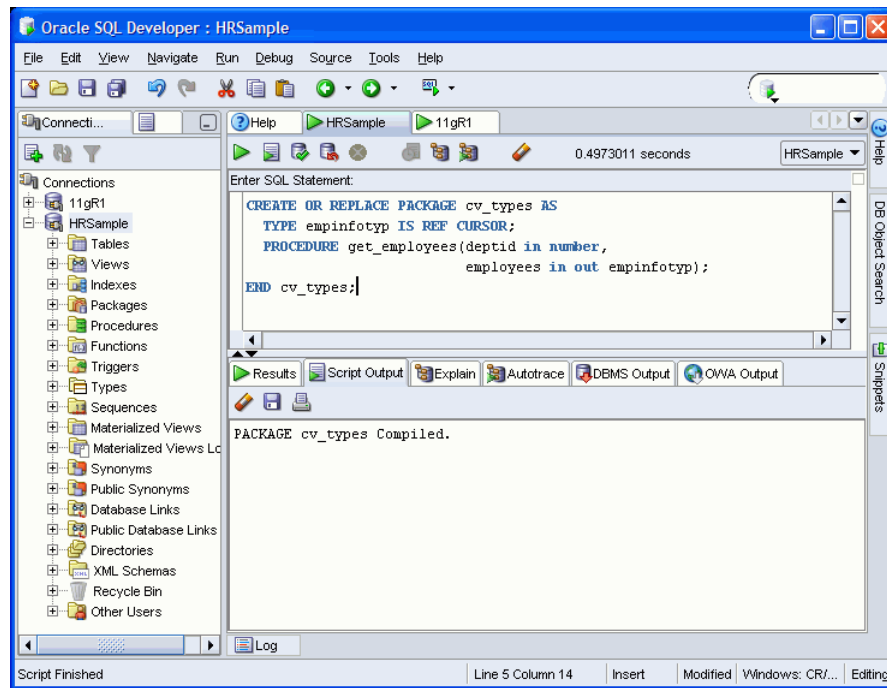 Oracle SQL Developer : HRSample
File Edit View Navigate Run Debug Source Tools Help
Connecti...
Help HRSample 11gR1
0.4973011 seconds HRSample
Connections
11gR1
HRSample
Tables
Views
Indexes
Packages
Procedures
Functions
Triggers
Types
Sequences
Materialized Views
Materialized Views Lo
Synonyms
Public Synonyms
Database Links
Public Database Links
Directories
XML Schemas
Recycle Bin
Other Users
Enter SQL Statement:
CREATE OR REPLACE PACKAGE cv_types AS
TYPE empinfotyp IS REF CURSOR;
PROCEDURE get_employees(deptid in number,
employees in out empinfotyp);
END cv_types;
Results Script Output Explain Autotrace DBMS Output OWA Output
PACKAGE cv_types Compiled.
Log
Help
DB Object Search
Snippets
Script Finished Line 5 Column 14 Insert Modified Windows: CR/... Editing